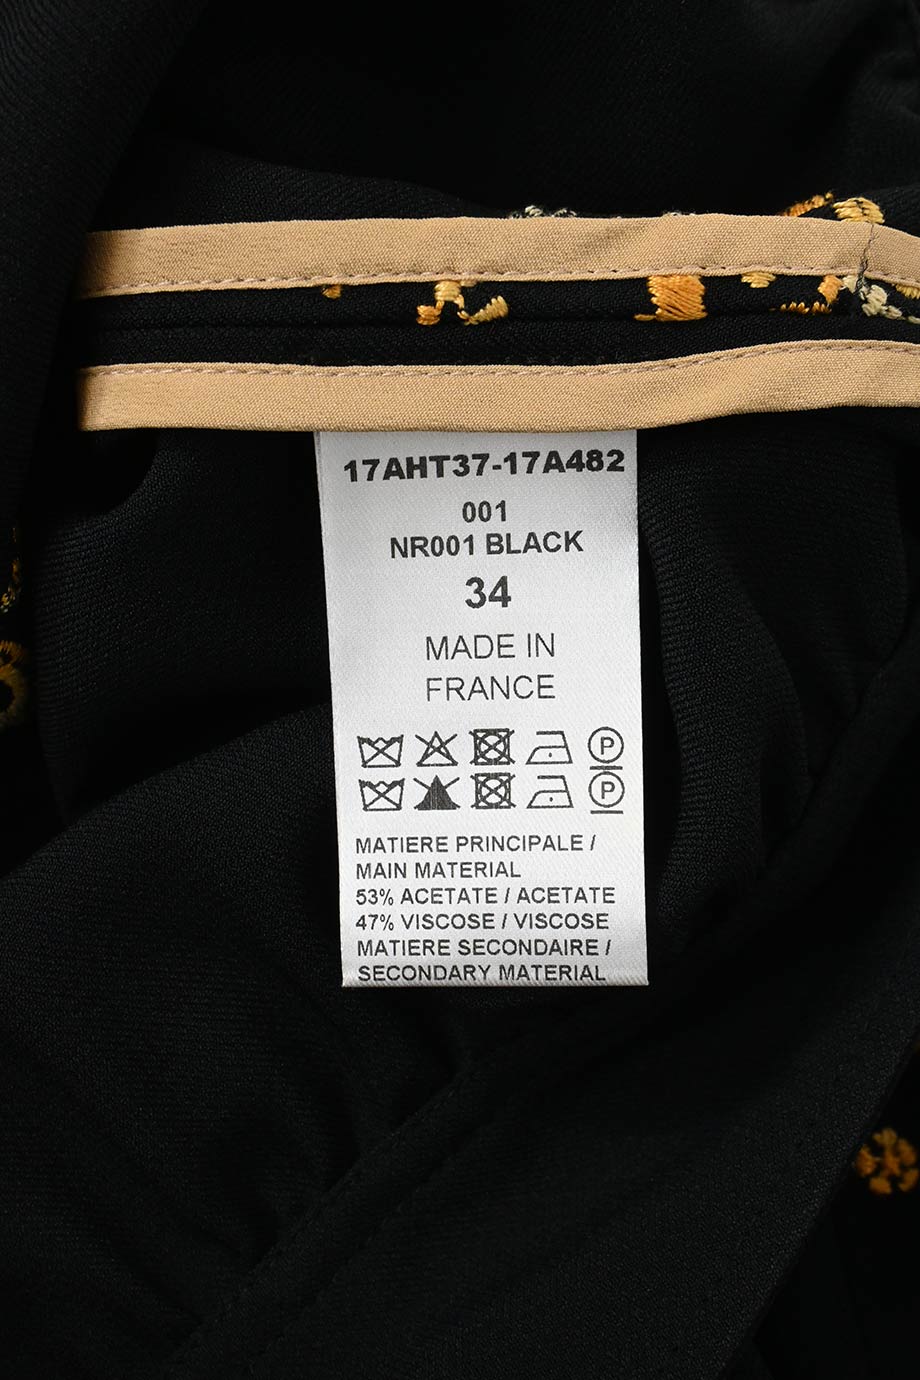 17AHT37-17A482
001
NR001 BLACK
34
MADE IN
FRANCE
P
P
MATIERE PRINCIPALE /
MAIN MATERIAL
53% ACETATE / ACETATE
47% VISCOSE / VISCOSE
MATIERE SECONDAIRE /
SECONDARY MATERIAL